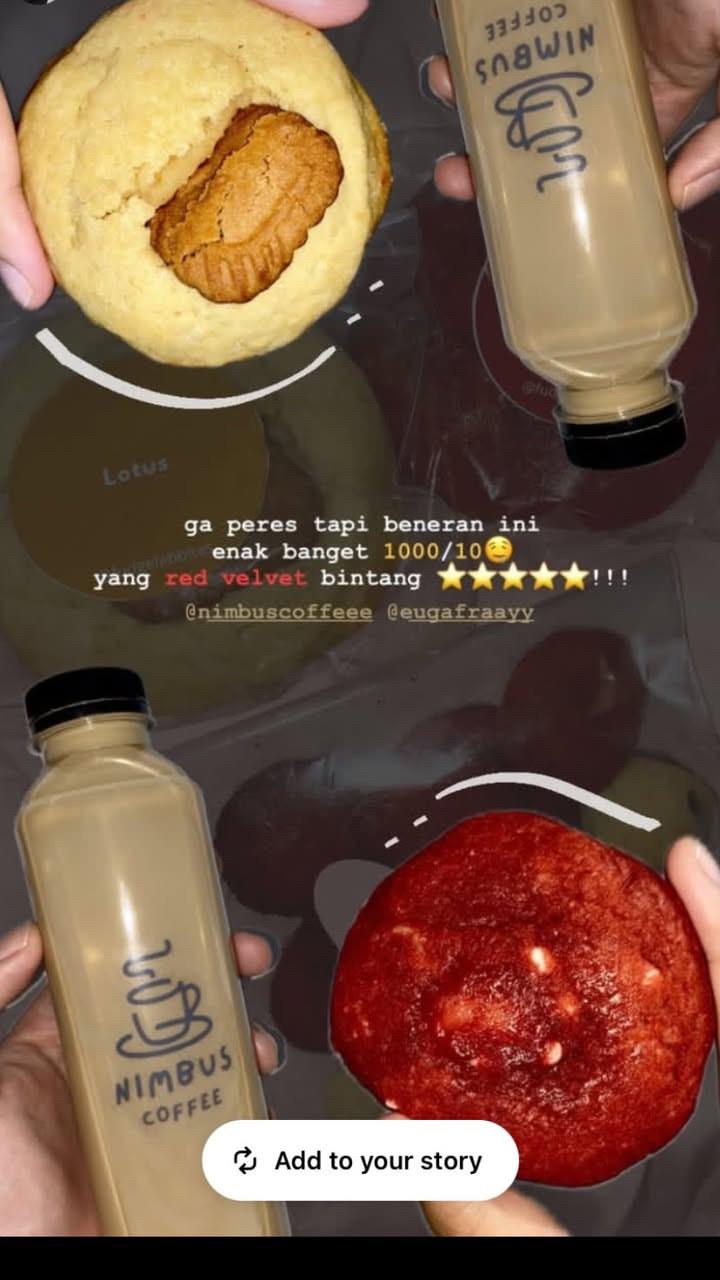 NIMBUS
COFFEE
Lotus
ga peres tapi beneran ini
enak banget 1000/10🤤
yang red velvet bintang ⭐⭐⭐⭐⭐!!!
@nimbuscoffeee @eugafraayy
NIMBUS
COFFEE
Add to your story